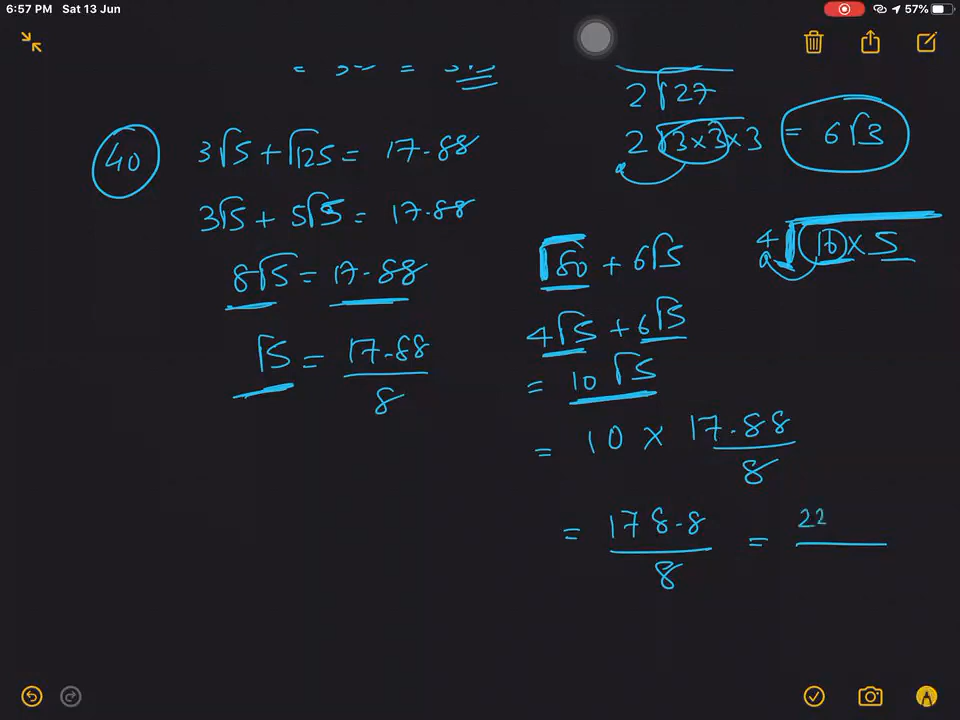 6:57 PM Sat 13 Jun
57%
2√27
2√3×3×3 = 6√3
40
3√5 + √125 = 17.88
3√5 + 5√5 = 17.88
8√5 = 17.88
√5 = 17.88
8
4√16×5
√80 + 6√5
4√5 + 6√5
= 10√5
= 10 × 17.88
8
= 178.8 = 22
8